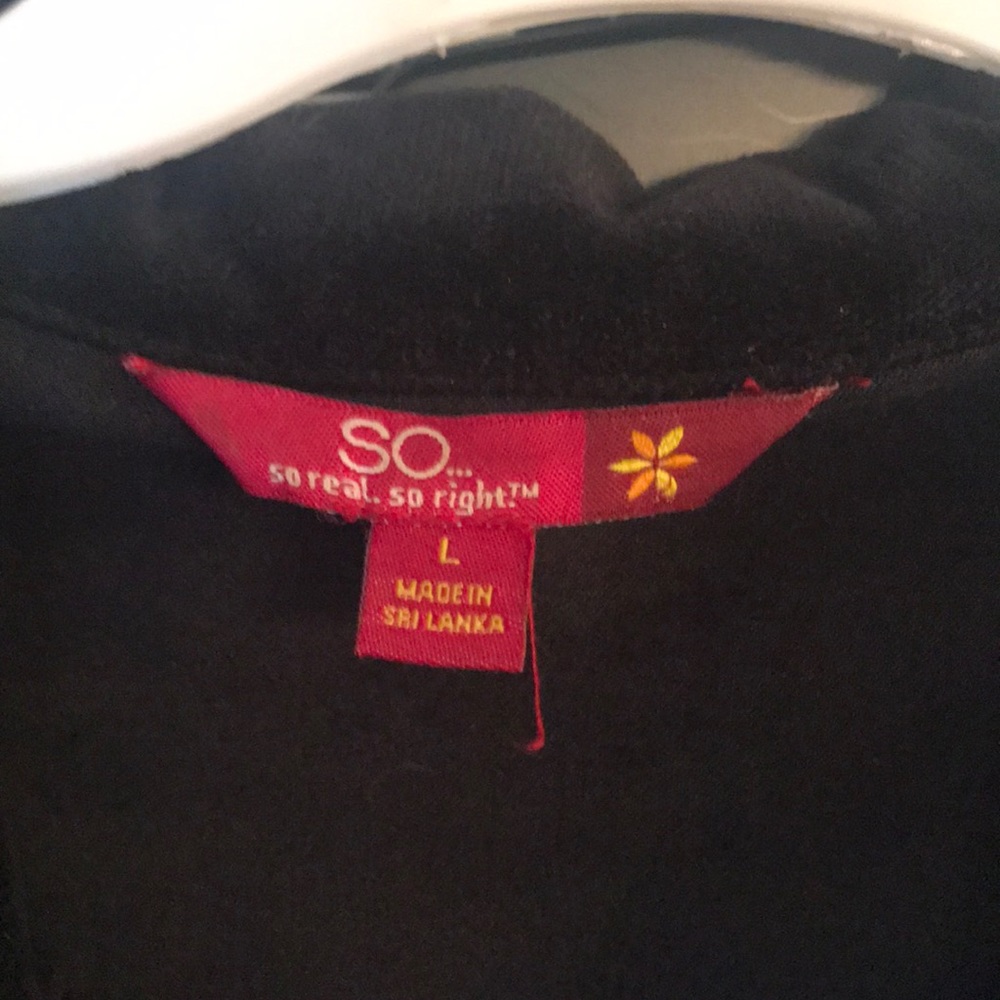 SO...
so real. so right.™
L
MADE IN
SRI LANKA